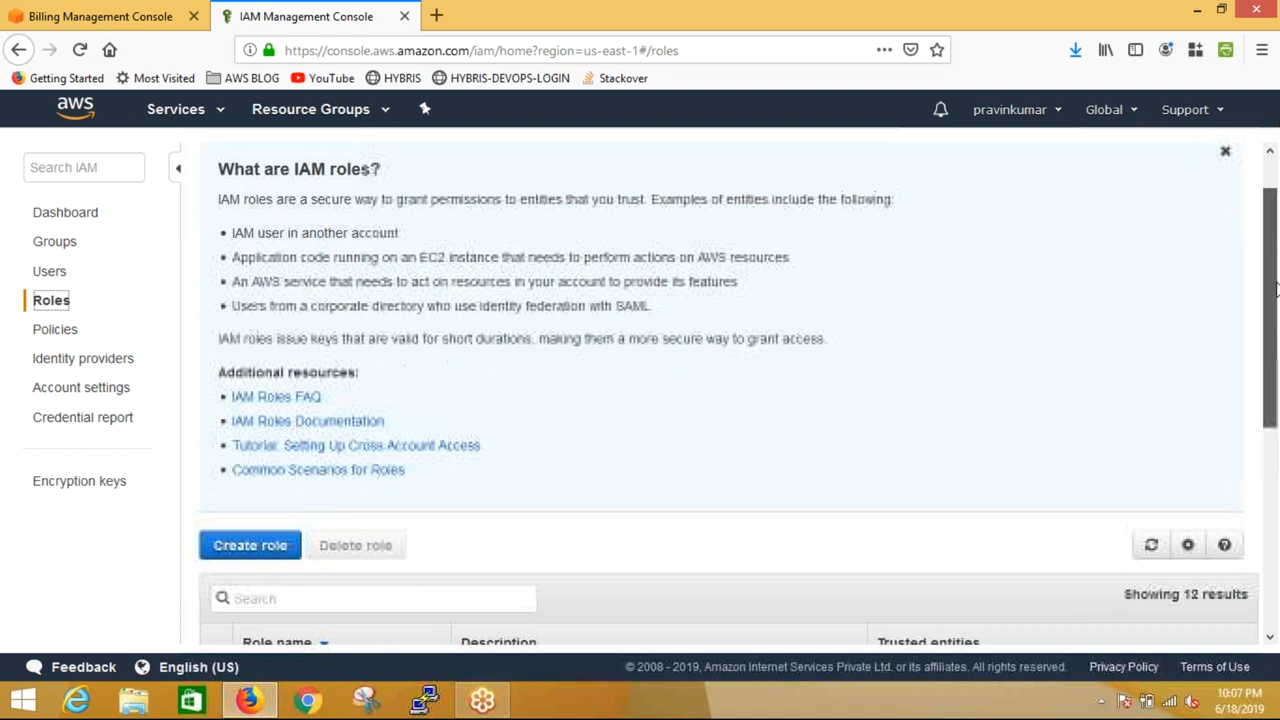 Billing Management Console
IAM Management Console
https://console.aws.amazon.com/iam/home?region=us-east-1#/roles
Getting Started
Most Visited
AWS BLOG
YouTube
HYBRIS
HYBRIS-DEVOPS-LOGIN
Stackover
aws
Services
Resource Groups
pravinkumar
Global
Support
Search IAM
Dashboard
Groups
Users
Roles
Policies
Identity providers
Account settings
Credential report
Encryption keys
What are IAM roles?
IAM roles are a secure way to grant permissions to entities that you trust. Examples of entities include the following:
• IAM user in another account
• Application code running on an EC2 instance that needs to perform actions on AWS resources
• An AWS service that needs to act on resources in your account to provide its features
• Users from a corporate directory who use identity federation with SAML
IAM roles issue keys that are valid for short durations, making them a more secure way to grant access.
Additional resources:
• IAM Roles FAQ
• IAM Roles Documentation
• Tutorial: Setting Up Cross Account Access
• Common Scenarios for Roles
Create role
Delete role
Search
Showing 12 results
Role name
Description
Trusted entities
Feedback
English (US)
© 2008 - 2019, Amazon Internet Services Private Ltd. or its affiliates. All rights reserved.
Privacy Policy
Terms of Use
10:07 PM
6/18/2019